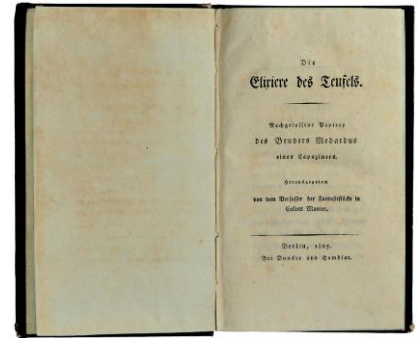 Die
Elixiere des Teufels.
Nachgelassene Papiere
des Bruders Medardus
eines Capuziners.
Herausgegeben
von dem Verfasser der Fantasiestücke in
Callots Manier.
Berlin, 1815.
Bei Duncker und Humblot.